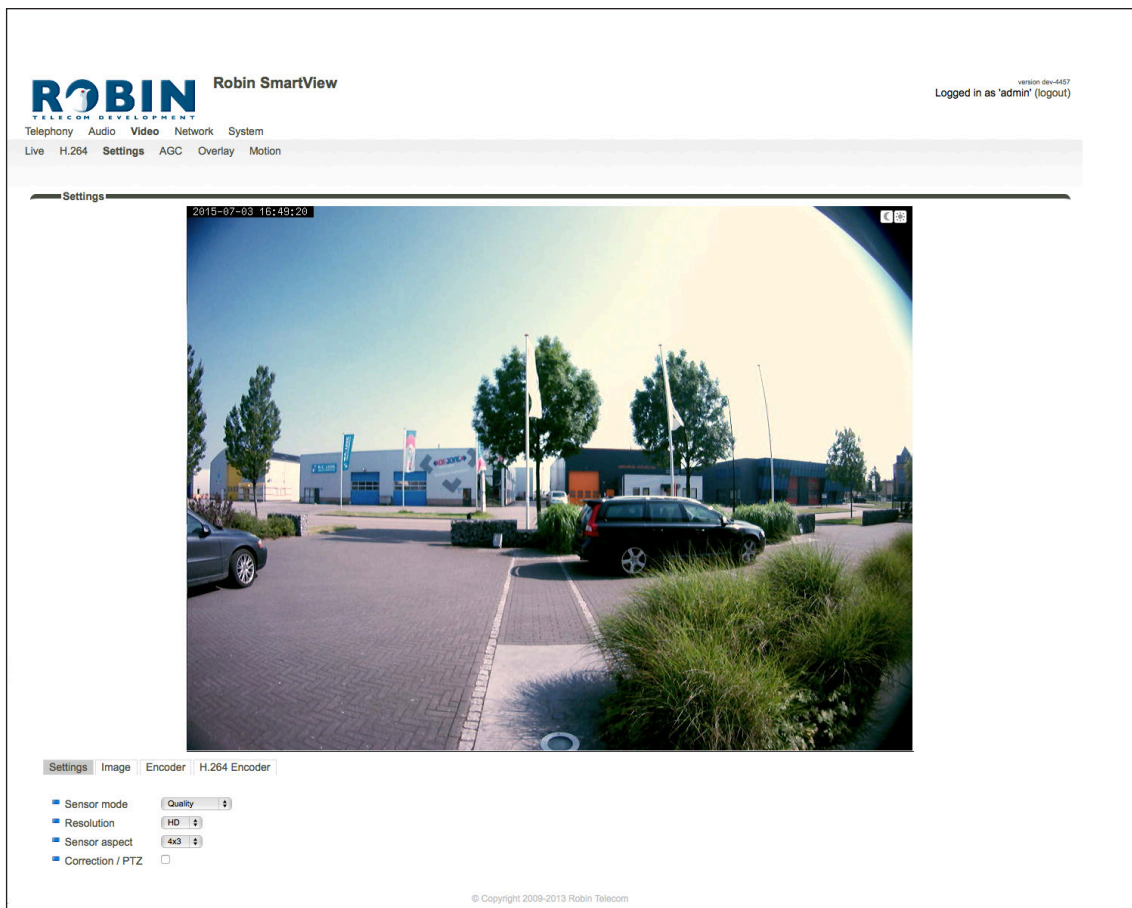 ROBIN
TELECOM DEVELOPMENT
Robin SmartView
version dev-4457
Logged in as 'admin' (logout)
Telephony Audio Video Network System
Live H.264 Settings AGC Overlay Motion
Settings
2015-07-03 16:49:20
Settings Image Encoder H.264 Encoder
Sensor mode Quality
Resolution HD
Sensor aspect 4x3
Correction / PTZ
© Copyright 2009-2013 Robin Telecom